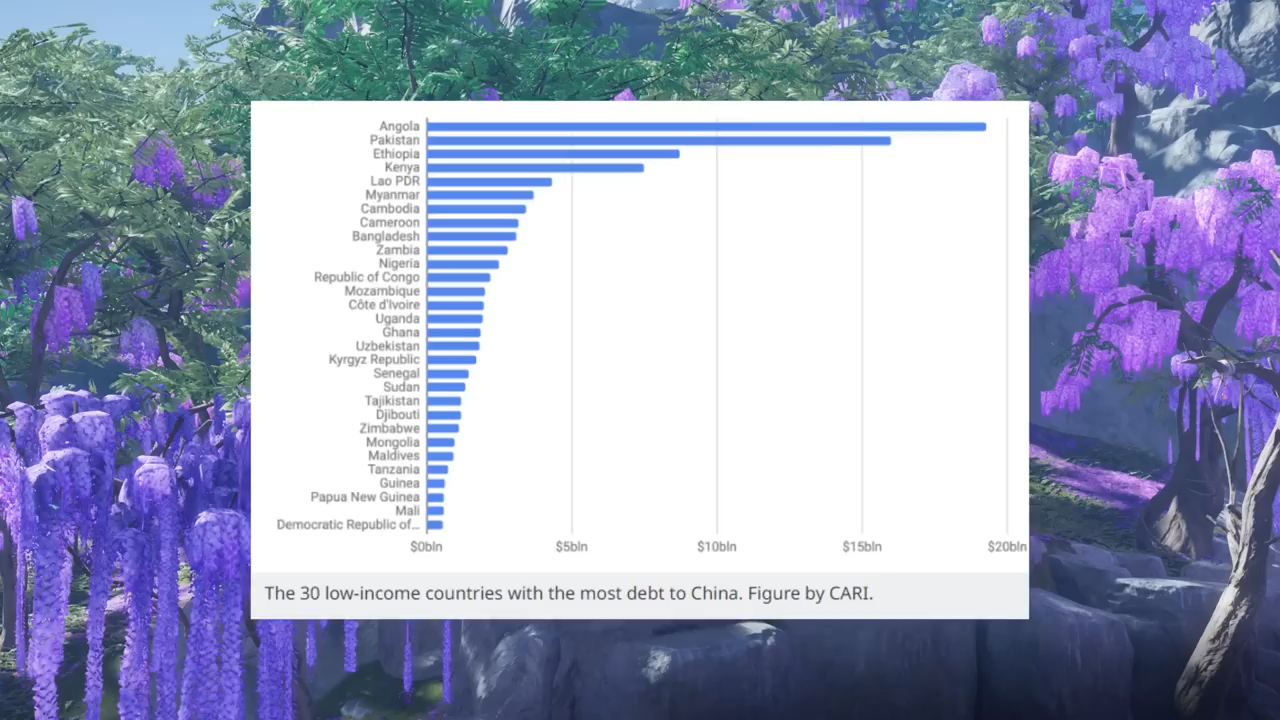 Angola
Pakistan
Ethiopia
Kenya
Lao PDR
Myanmar
Cambodia
Cameroon
Bangladesh
Zambia
Nigeria
Republic of Congo
Mozambique
Côte d'Ivoire
Uganda
Ghana
Uzbekistan
Kyrgyz Republic
Senegal
Sudan
Tajikistan
Djibouti
Zimbabwe
Mongolia
Maldives
Tanzania
Guinea
Papua New Guinea
Mali
Democratic Republic of...
$0bln $5bln $10bln $15bln $20bln
The 30 low-income countries with the most debt to China. Figure by CARI.